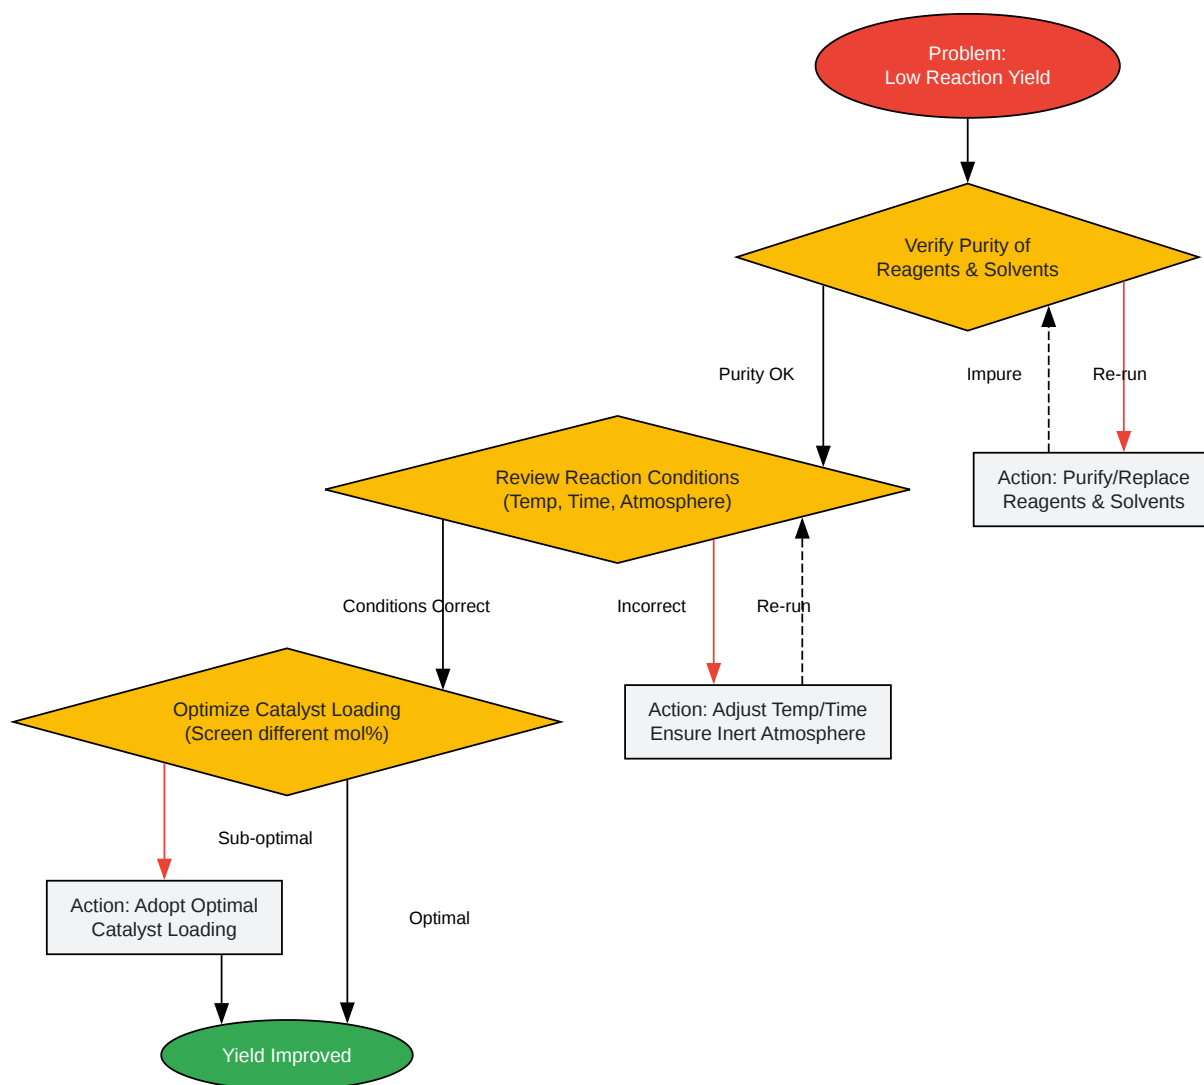 Problem:
Low Reaction Yield
Verify Purity of
Reagents & Solvents
Purity OK
Impure
Re-run
Review Reaction Conditions
(Temp, Time, Atmosphere)
Action: Purify/Replace
Reagents & Solvents
Conditions Correct
Incorrect
Re-run
Optimize Catalyst Loading
(Screen different mol%)
Action: Adjust Temp/Time
Ensure Inert Atmosphere
Sub-optimal
Action: Adopt Optimal
Catalyst Loading
Optimal
Yield Improved